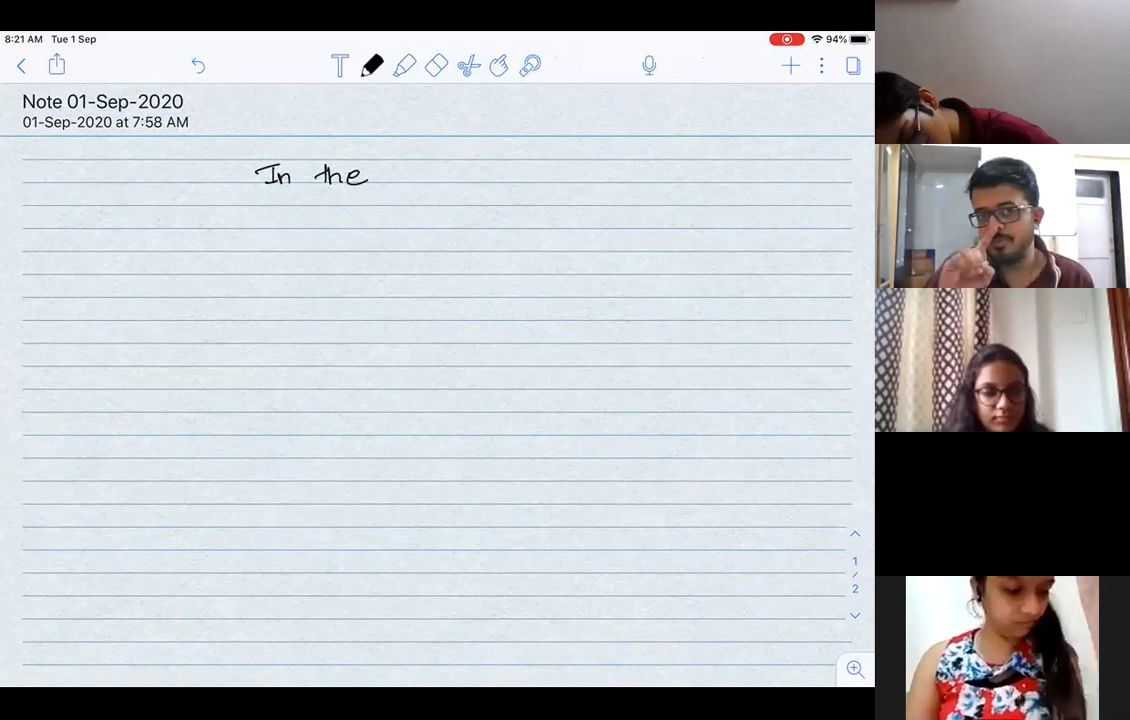 8:21 AM Tue 1 Sep
94%
T
Note 01-Sep-2020
01-Sep-2020 at 7:58 AM
In the
1
/
2